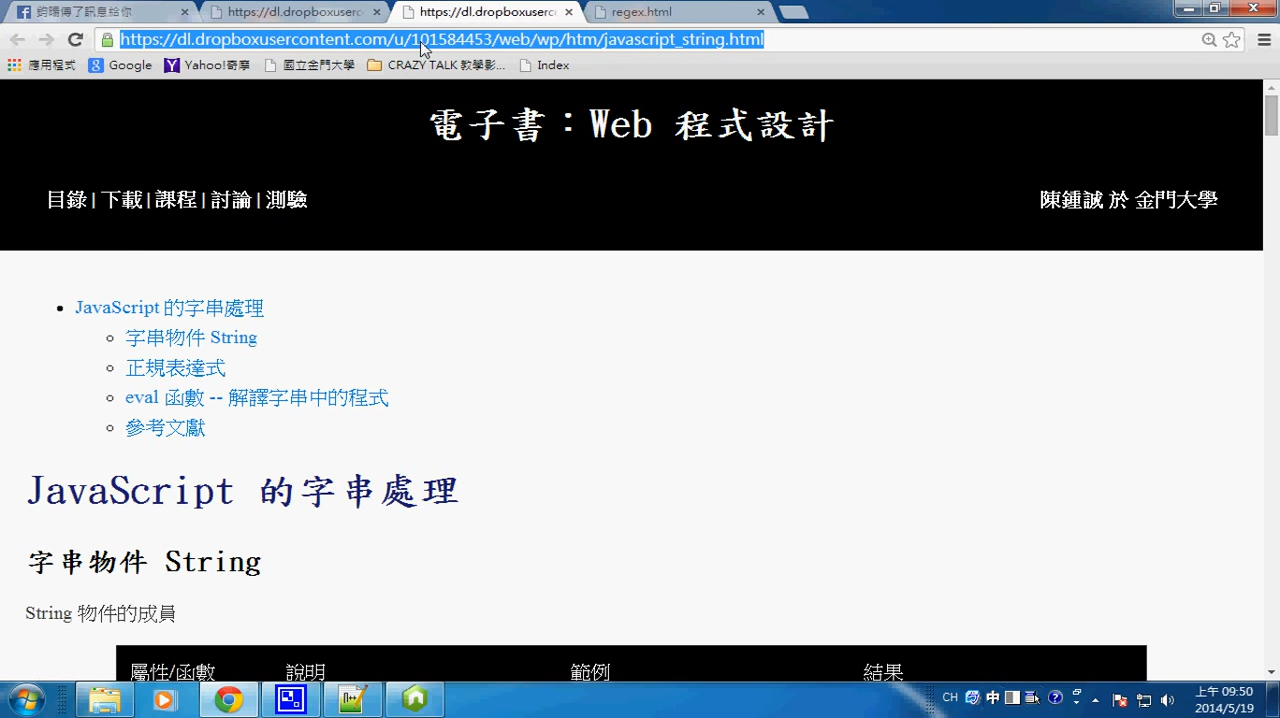 鈞暘傳了訊息給你
https://dl.dropboxuserc
https://dl.dropboxuserc
regex.html
https://dl.dropboxusercontent.com/u/101584453/web/wp/htm/javascript_string.html
應用程式 Google Yahoo!奇摩 國立金門大學 CRAZY TALK 教學影... Index
電子書：Web 程式設計
目錄 | 下載 | 課程 | 討論 | 測驗
陳鍾誠 於 金門大學
JavaScript 的字串處理
字串物件 String
正規表達式
eval 函數 -- 解譯字串中的程式
參考文獻
JavaScript 的字串處理
字串物件 String
String 物件的成員
屬性/函數 說明 範例 結果
CH 中
上午 09:50
2014/5/19